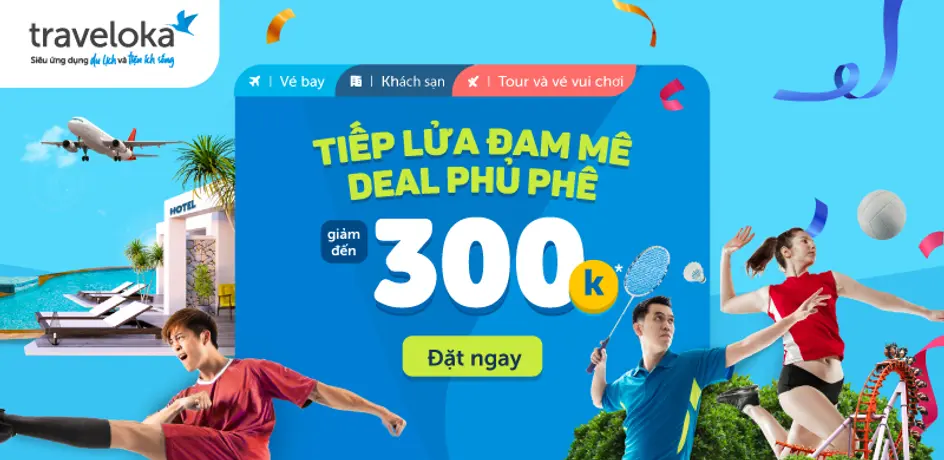 traveloka
Siêu ứng dụng du lịch và tiện ích sống
Vé bay | Khách sạn | Tour và vé vui chơi
TIẾP LỬA ĐAM MÊ
DEAL PHỦ PHÊ
giảm
đến
300k*
Đặt ngay
HOTEL